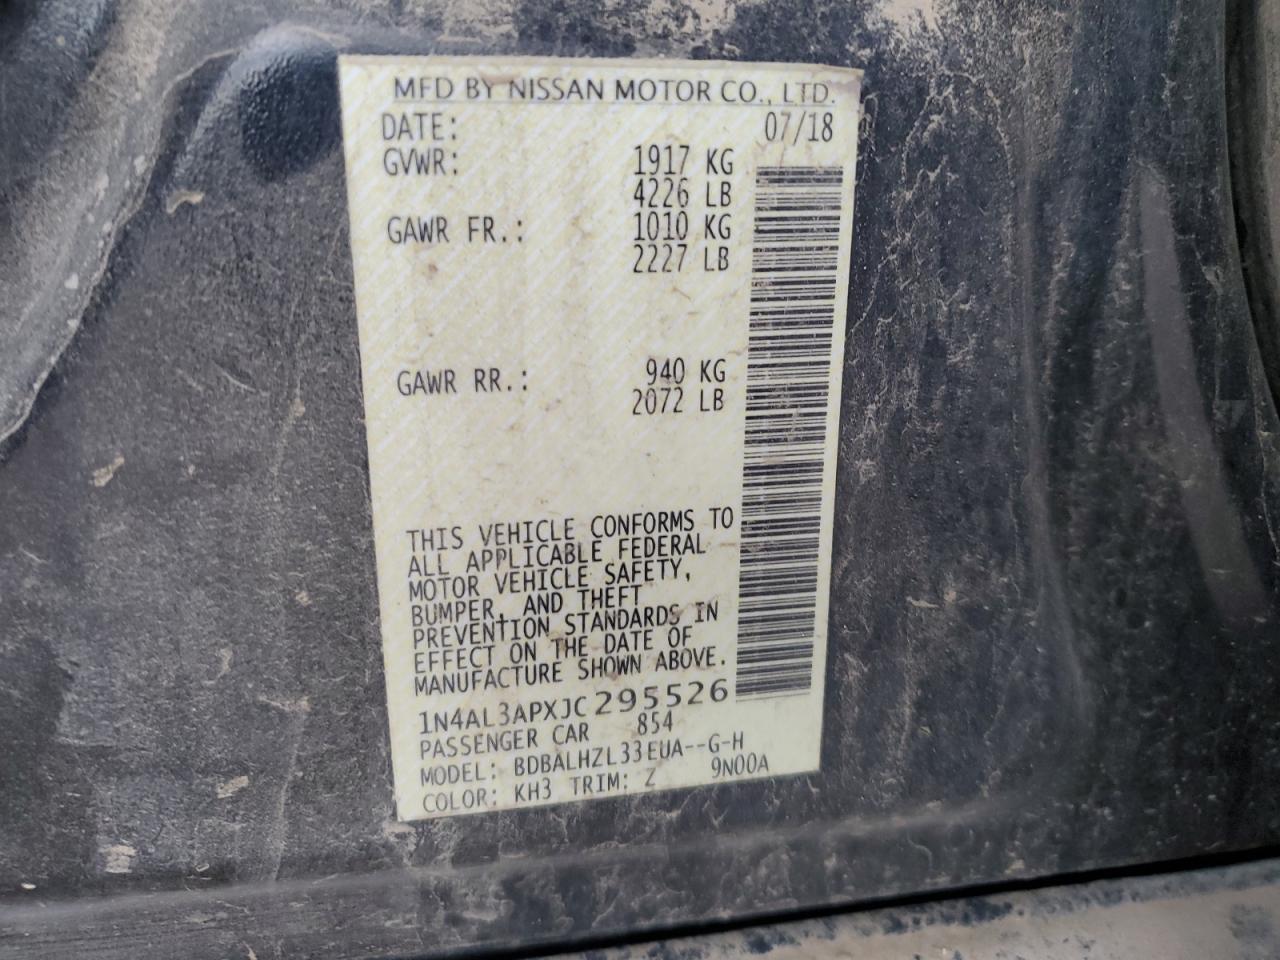 MFD BY NISSAN MOTOR CO., LTD.
DATE: 07/18
GVWR: 1917 KG
4226 LB
GAWR FR.: 1010 KG
2227 LB
GAWR RR.: 940 KG
2072 LB
THIS VEHICLE CONFORMS TO
ALL APPLICABLE FEDERAL
MOTOR VEHICLE SAFETY,
BUMPER, AND THEFT
PREVENTION STANDARDS IN
EFFECT ON THE DATE OF
MANUFACTURE SHOWN ABOVE.
1N4AL3APXJC295526
PASSENGER CAR 854
MODEL: BDBALHZL33EUA--G-H
COLOR: KH3 TRIM: Z 9N00A